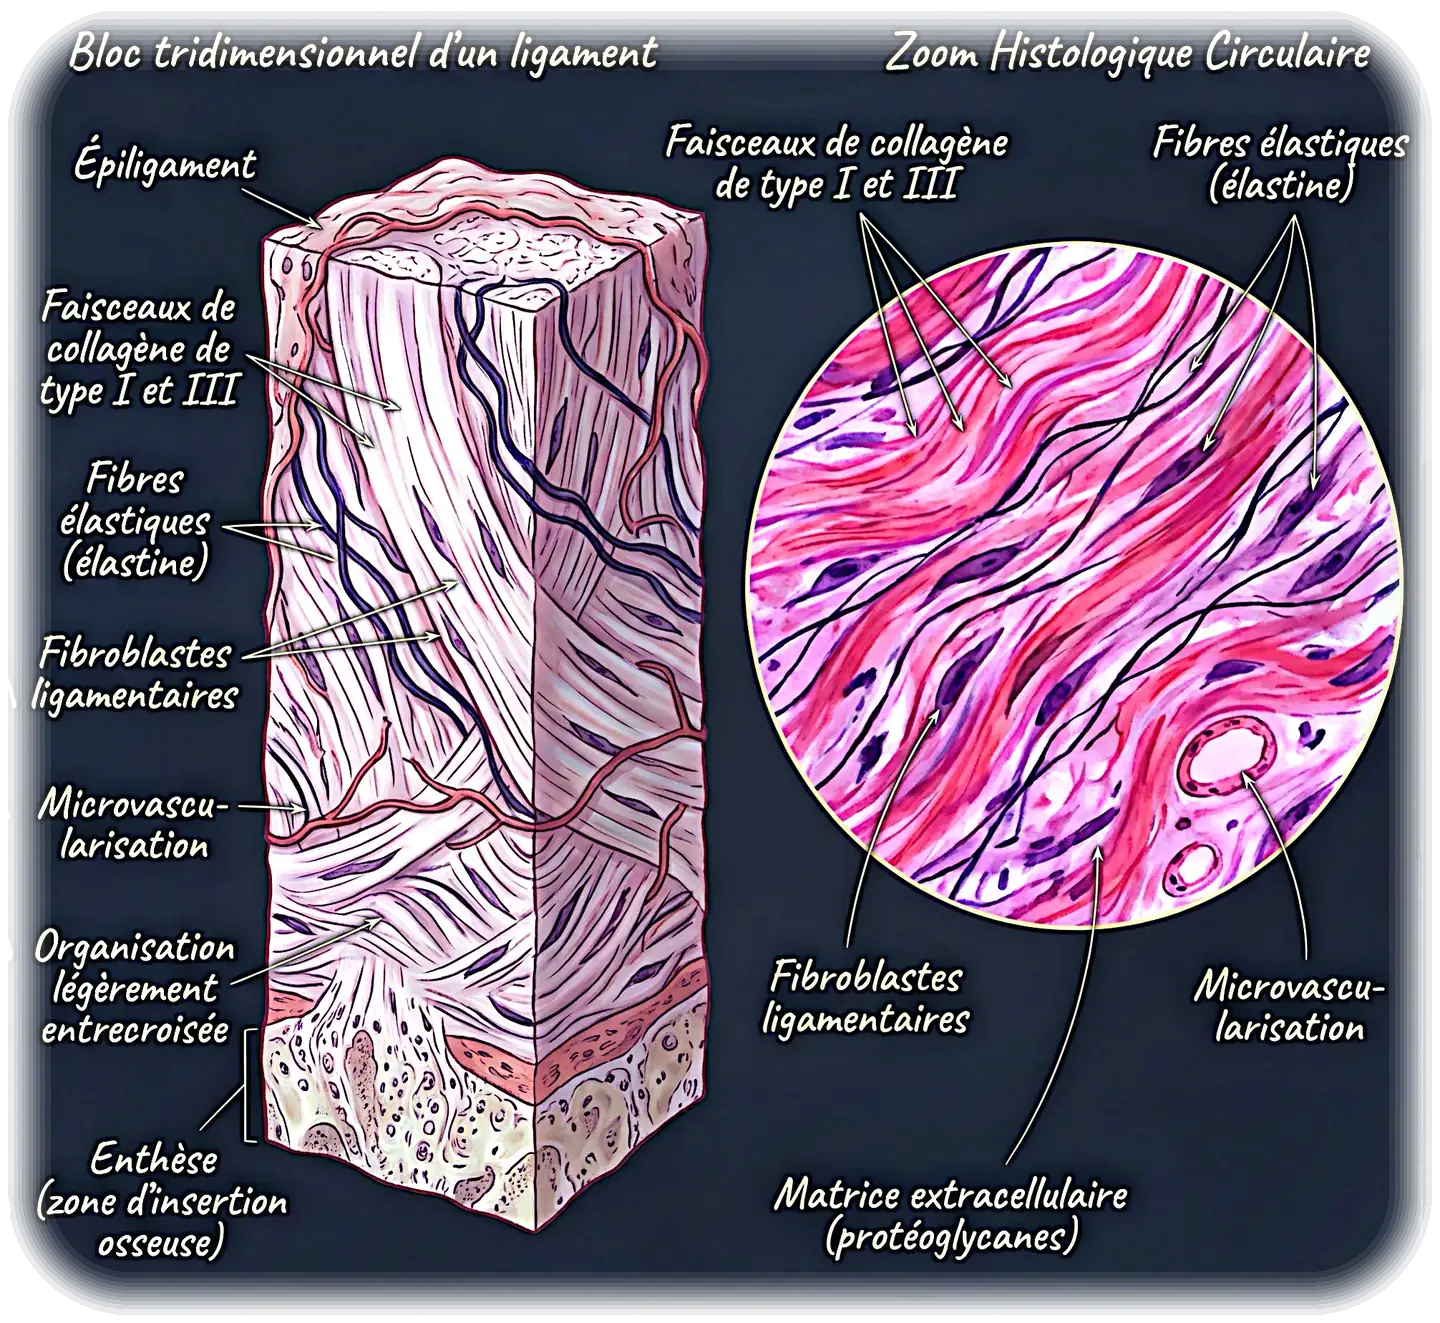 Bloc tridimensionnel d'un ligament
Zoom Histologique Circulaire
Épiligament
Faisceaux de
collagène de
type I et III
Fibres
élastiques
(élastine)
Fibroblastes
ligamentaires
Microvascu-
larisation
Organisation
légèrement
entrecroisée
Enthèse
(zone d'insertion
osseuse)
Faisceaux de collagène
de type I et III
Fibres élastiques
(élastine)
Fibroblastes
ligamentaires
Microvascu-
larisation
Matrice extracellulaire
(protéoglycanes)